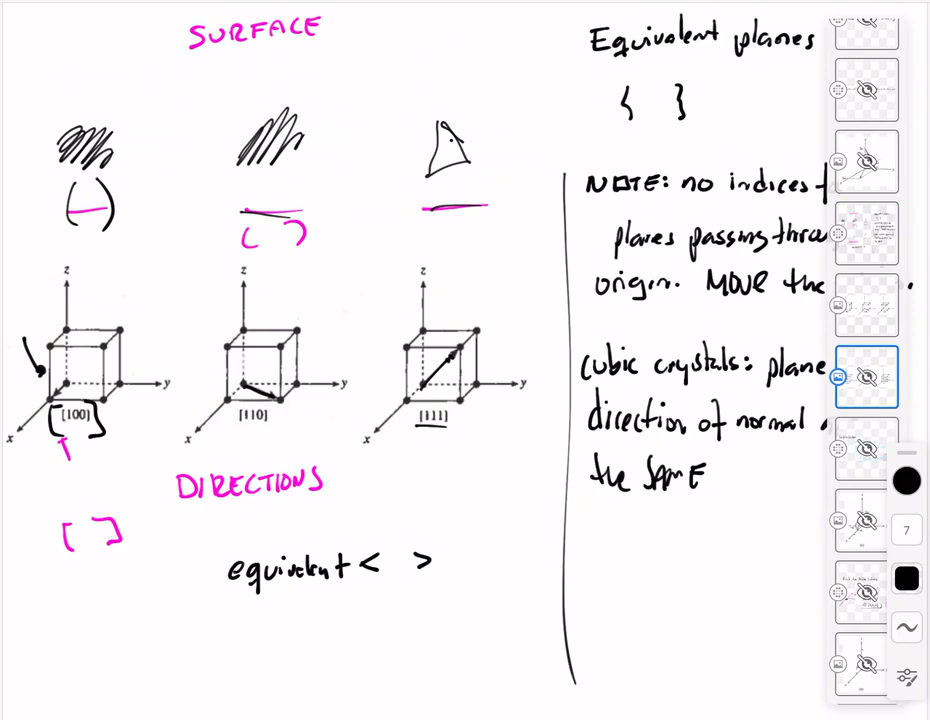 SURFACE
( )
( )
z
y
x
[100]
z
y
x
[110]
z
y
x
[111]
DIRECTIONS
[ ]
equivalent < >
Equivalent planes
{ }
NOTE: no indices
planes passing
origin. MOVE the
cubic crystals: plane
direction of normal
the SAME
7